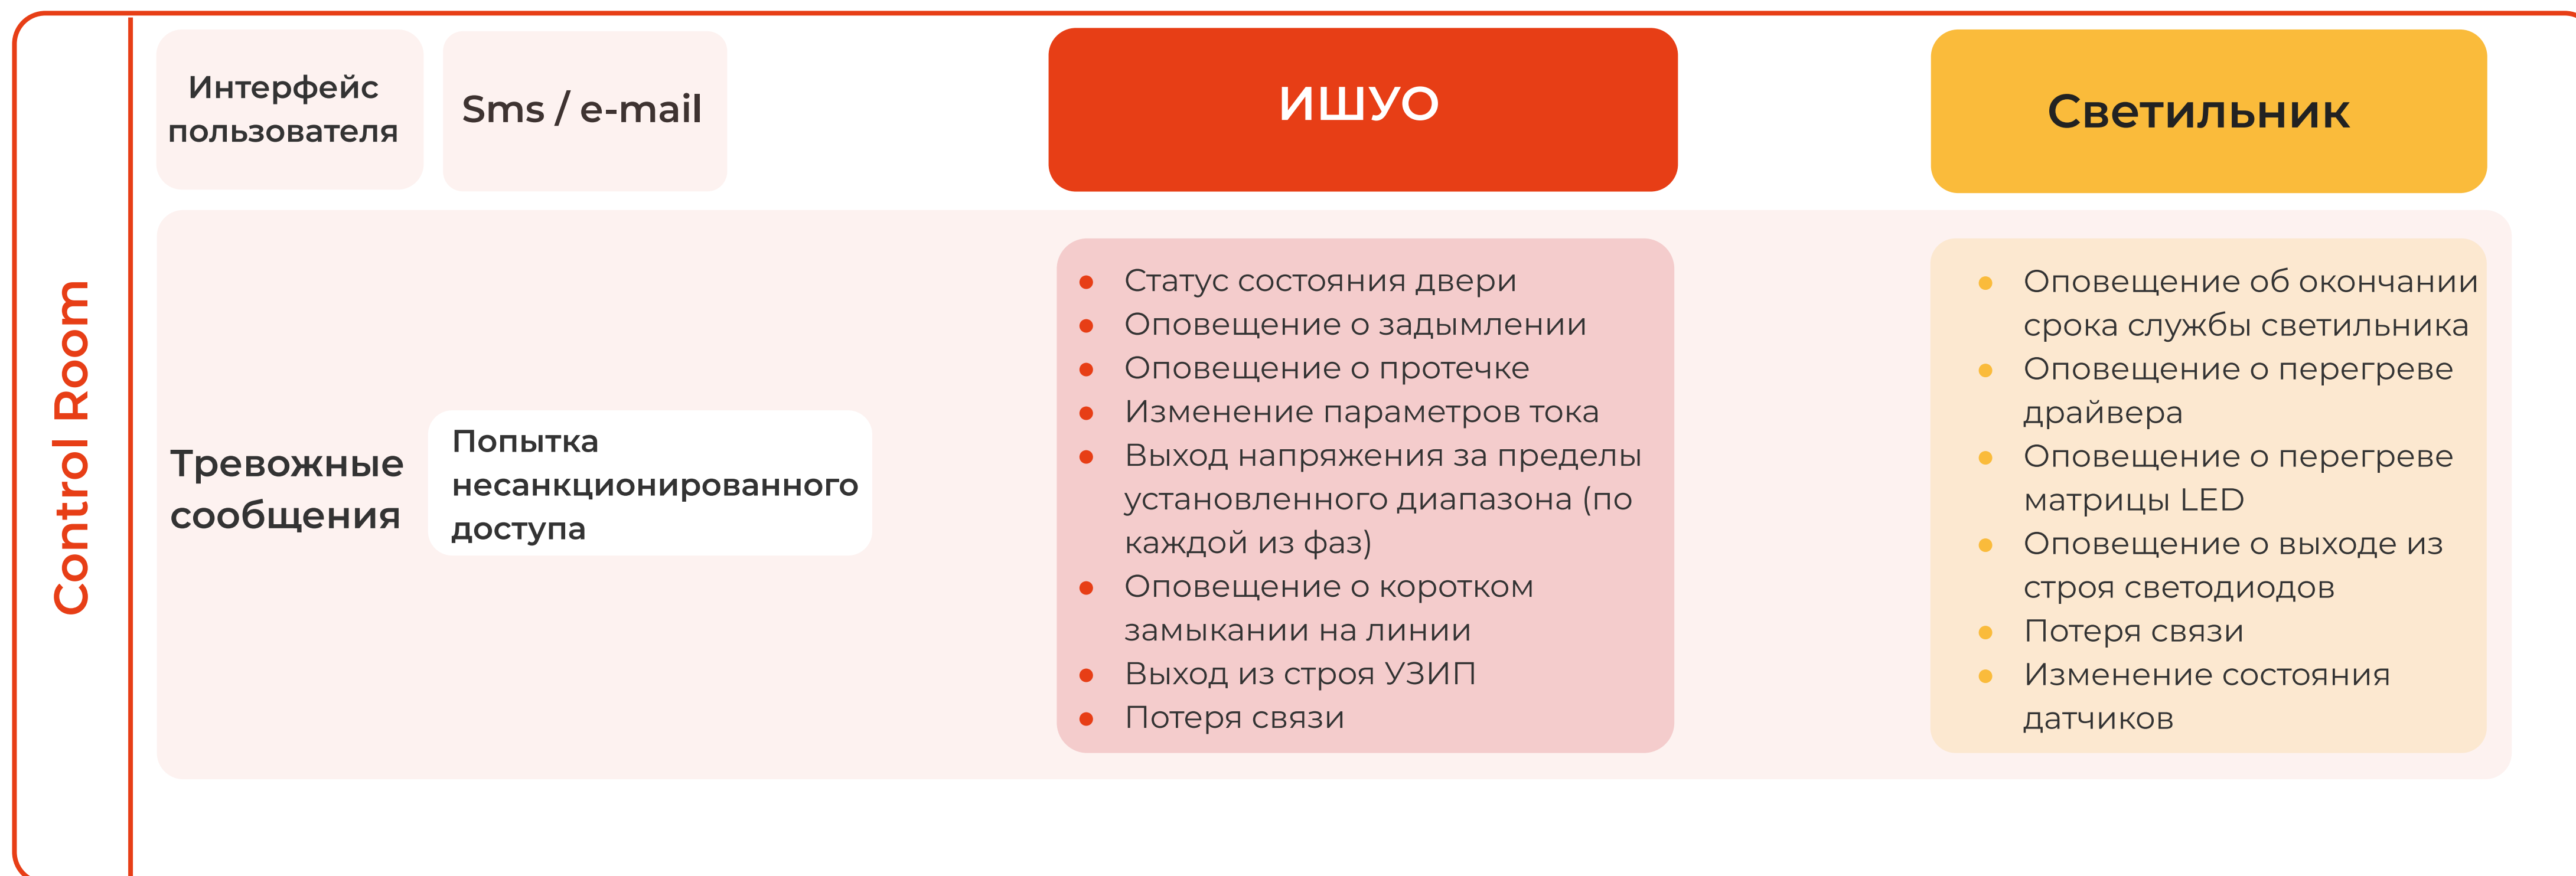 Control Room
Интерфейс
пользователя
Sms / e-mail
ИШУО
Светильник
Тревожные
сообщения
Попытка
несанкционированного
доступа
Статус состояния двери
Оповещение о задымлении
Оповещение о протечке
Изменение параметров тока
Выход напряжения за пределы
установленного диапазона (по
каждой из фаз)
Оповещение о коротком
замыкании на линии
Выход из строя УЗИП
Потеря связи
Оповещение об окончании
срока службы светильника
Оповещение о перегреве
драйвера
Оповещение о перегреве
матрицы LED
Оповещение о выходе из
строя светодиодов
Потеря связи
Изменение состояния
датчиков